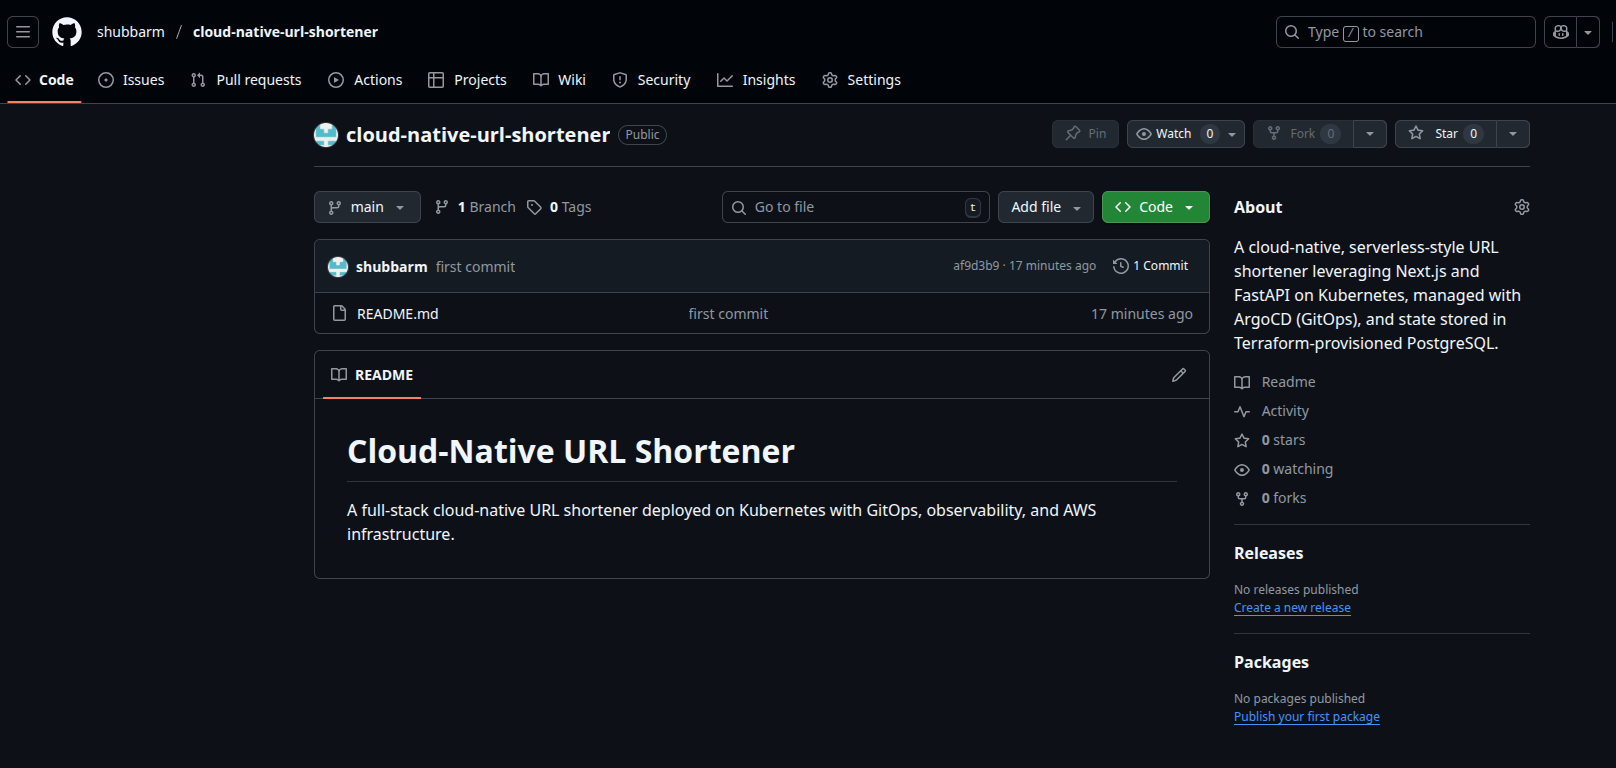 shubbarm / cloud-native-url-shortener
Type / to search
Code Issues Pull requests Actions Projects Wiki Security Insights Settings
cloud-native-url-shortener Public
Pin Watch 0 Fork 0 Star 0
main 1 Branch 0 Tags Go to file t Add file Code
shubbarm first commit af9d3b9 · 17 minutes ago 1 Commit
README.md first commit 17 minutes ago
README
Cloud-Native URL Shortener
A full-stack cloud-native URL shortener deployed on Kubernetes with GitOps, observability, and AWS
infrastructure.
About
A cloud-native, serverless-style URL
shortener leveraging Next.js and
FastAPI on Kubernetes, managed with
ArgoCD (GitOps), and state stored in
Terraform-provisioned PostgreSQL.
Readme
Activity
0 stars
0 watching
0 forks
Releases
No releases published
Create a new release
Packages
No packages published
Publish your first package